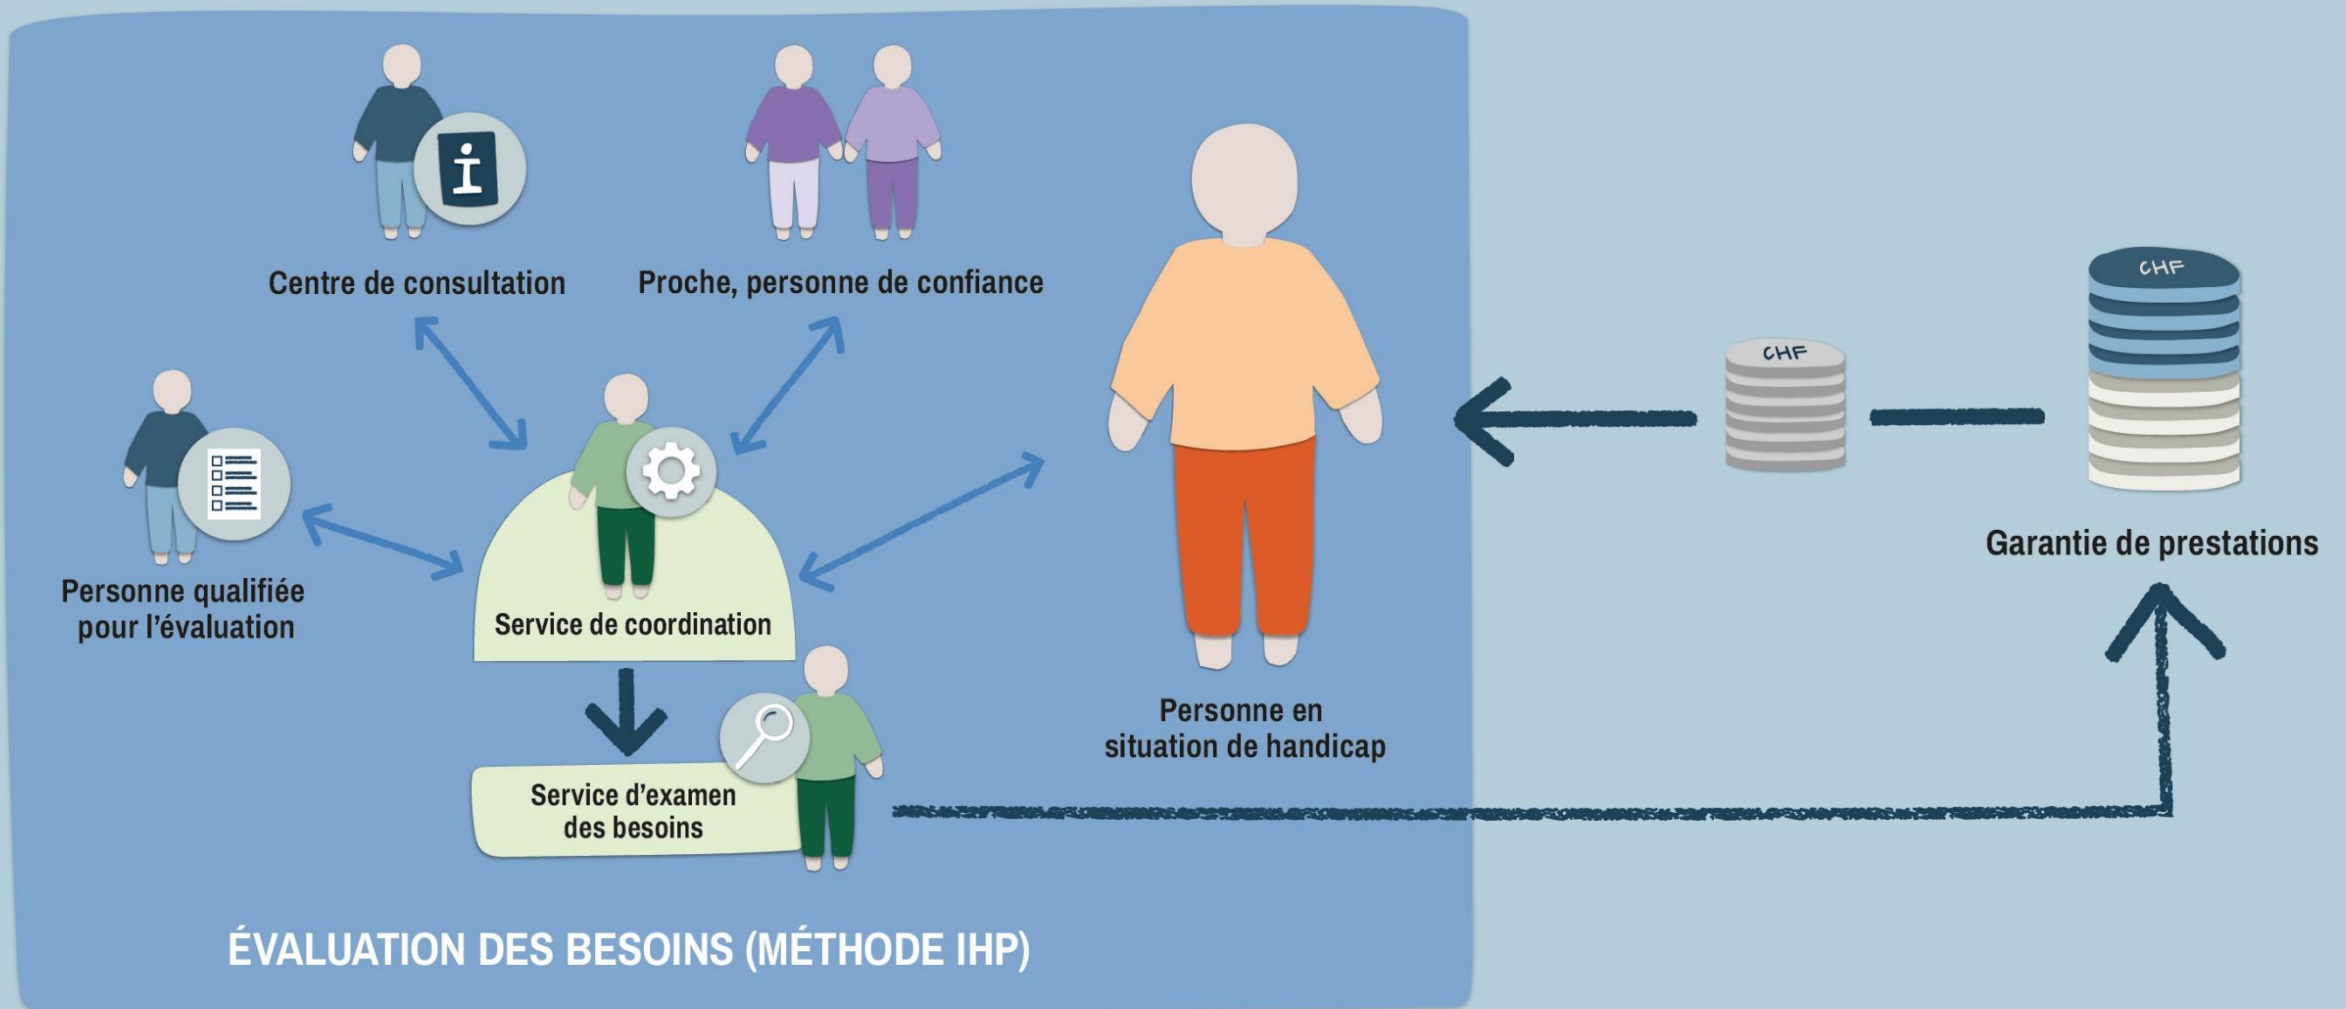 i
Centre de consultation
Proche, personne de confiance
CHF
CHF
Garantie de prestations
Personne qualifiée
pour l'évaluation
Service de coordination
Personne en
situation de handicap
Service d'examen
des besoins
ÉVALUATION DES BESOINS (MÉTHODE IHP)